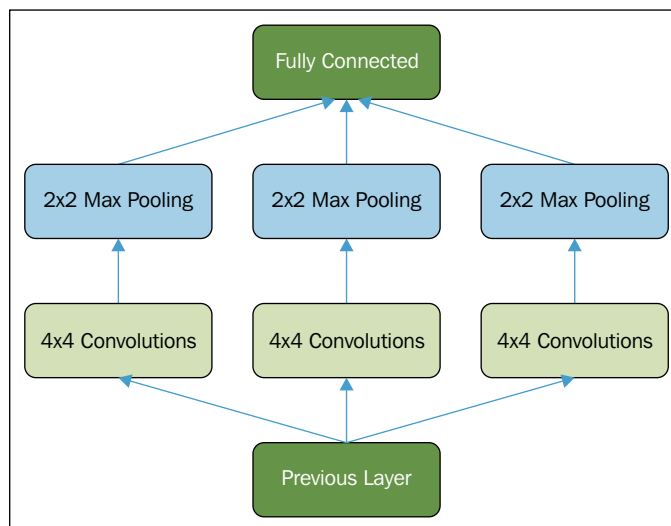 Fully Connected
2x2 Max Pooling
2x2 Max Pooling
2x2 Max Pooling
4x4 Convolutions
4x4 Convolutions
4x4 Convolutions
Previous Layer